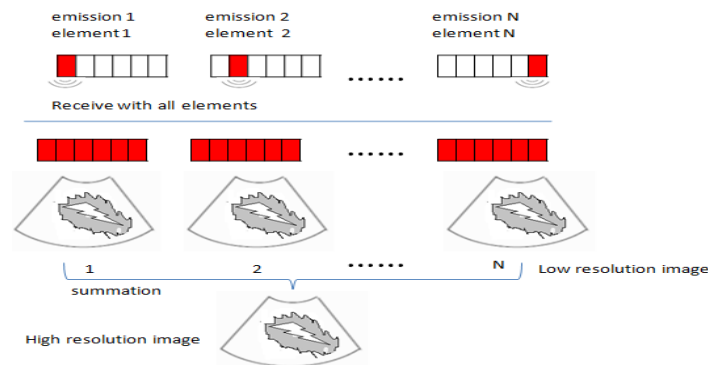 emission 1 emission 2 emission N
element 1 element 2 element N
......
Receive with all elements
......
1 2 ...... N Low resolution image
summation
High resolution image